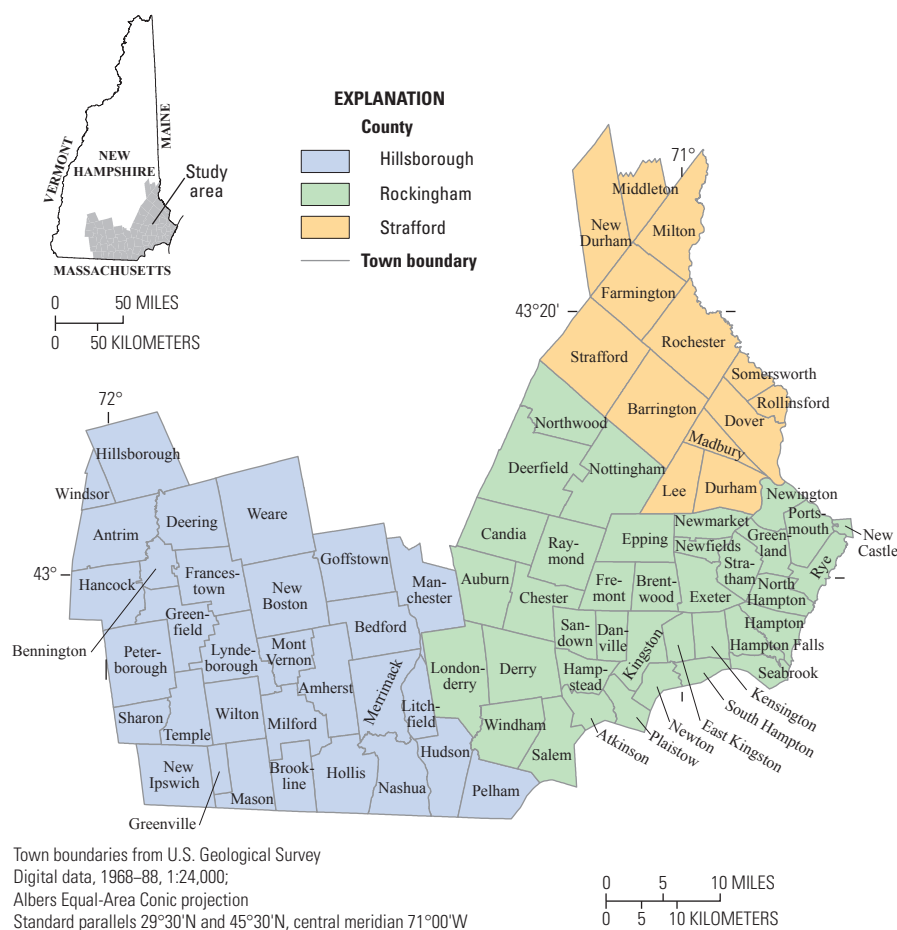 VERMONT
MAINE
NEW
HAMPSHIRE
Study
area
MASSACHUSETTS
0 50 MILES
0 50 KILOMETERS
EXPLANATION
County
Hillsborough
Rockingham
Strafford
Town boundary
71°
Middleton
New
Durham
Milton
Farmington
43°20'
Rochester
Strafford
Somersworth
Rollinsford
Barrington
Dover
Madbury
Lee
Durham
72°
Hillsborough
Windsor
Antrim
Deering
Weare
43°
Hancock
Bennington
Frances-
town
Green-
field
New
Boston
Goffstown
Man-
chester
Bedford
Peter-
borough
Lynde-
borough
Mont
Vernon
Amherst
Merrimack
Litch-
field
Sharon
Temple
Wilton
Milford
Hudson
New
Ipswich
Greenville
Mason
Brook-
line
Hollis
Nashua
Pelham
Northwood
Deerfield
Nottingham
Newington
Ports-
mouth
New
Castle
Candia
Ray-
mond
Epping
Newmarket
Newfields
Green-
land
Stra-
tham
Rye
Auburn
Chester
Fre-
mont
Brent-
wood
Exeter
North
Hampton
Hampton
Hampton Falls
Seabrook
San-
down
Dan-
ville
Kingston
London-
derry
Derry
Hamp-
stead
Windham
Salem
Atkinson
Plaistow
Newton
East Kingston
South Hampton
Kensington
Town boundaries from U.S. Geological Survey
Digital data, 1968–88, 1:24,000;
Albers Equal-Area Conic projection
Standard parallels 29°30'N and 45°30'N, central meridian 71°00'W
0 5 10 MILES
0 5 10 KILOMETERS